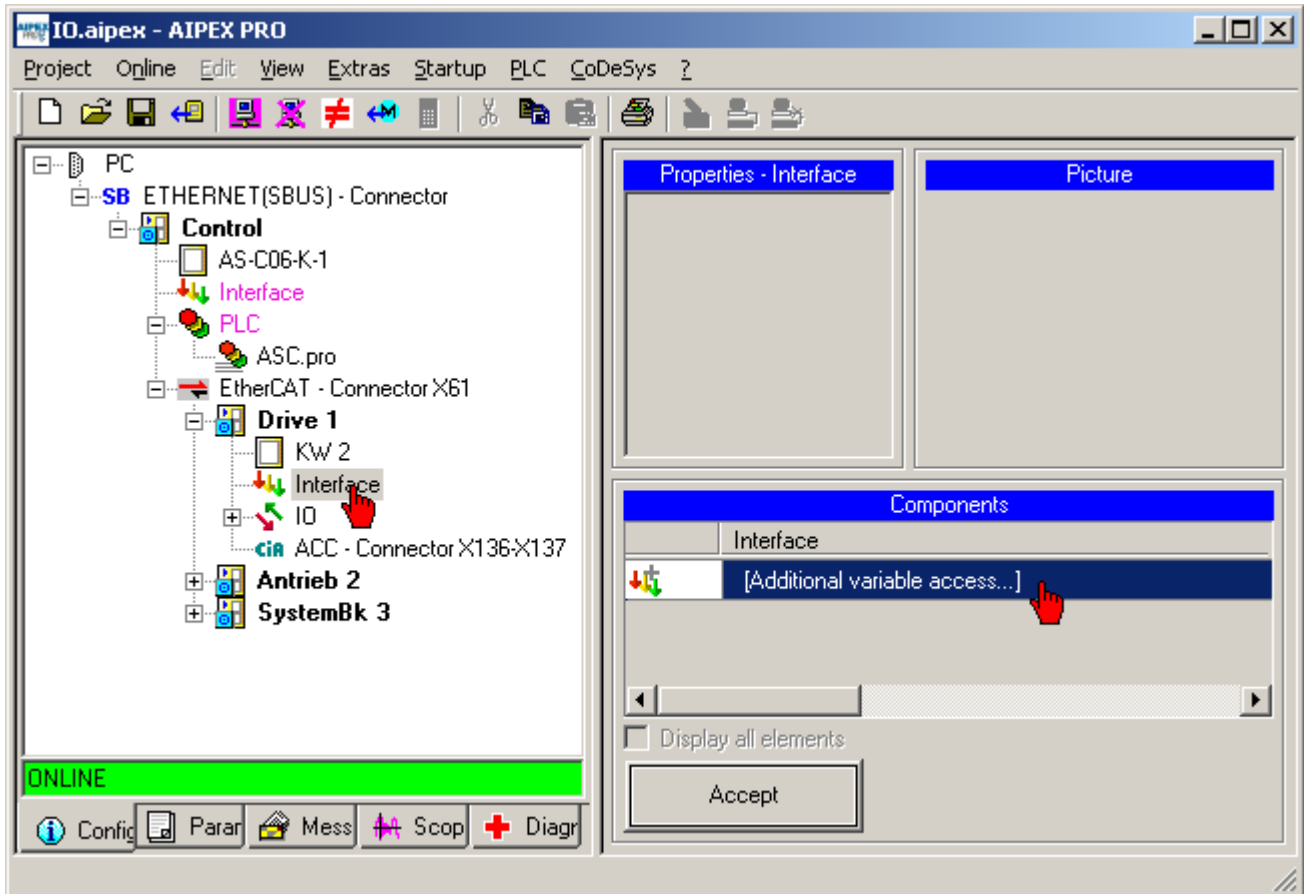 IO.aipex - AIPEX PRO
Project Online Edit View Extras Startup PLC CoDeSys ?
PC
SB ETHERNET(SBUS) - Connector
Control
AS-C06-K-1
Interface
PLC
ASC.pro
EtherCAT - Connector X61
Drive 1
KW 2
Interface
IO
CiA ACC - Connector X136-X137
Antrieb 2
SystemBk 3
ONLINE
Config Parar Mess Scop Diagr
Properties - Interface
Picture
Components
Interface
[Additional variable access...]
Display all elements
Accept